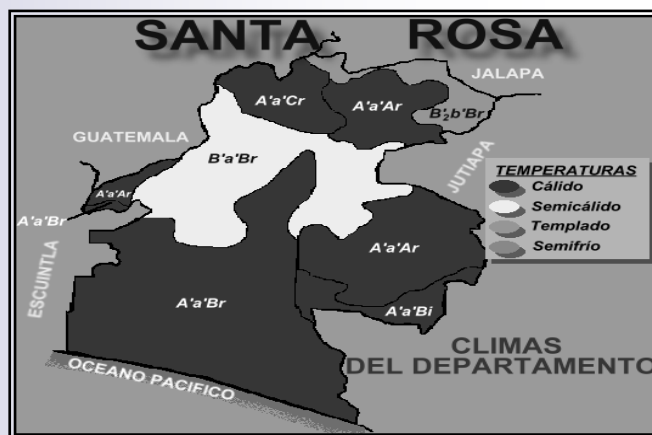 SANTA ROSA
JALAPA
A'a'Cr
A'a'Ar
B'₂b'Br
GUATEMALA
B'a'Br
JUTIAPA
TEMPERATURAS
Cálido
Semicálido
Templado
Semifrío
A'a'Ar
A'a'Br
A'a'Ar
ESCUINTLA
A'a'Br
A'a'Bi
CLIMAS
DEL DEPARTAMENTO
OCEANO PACIFICO